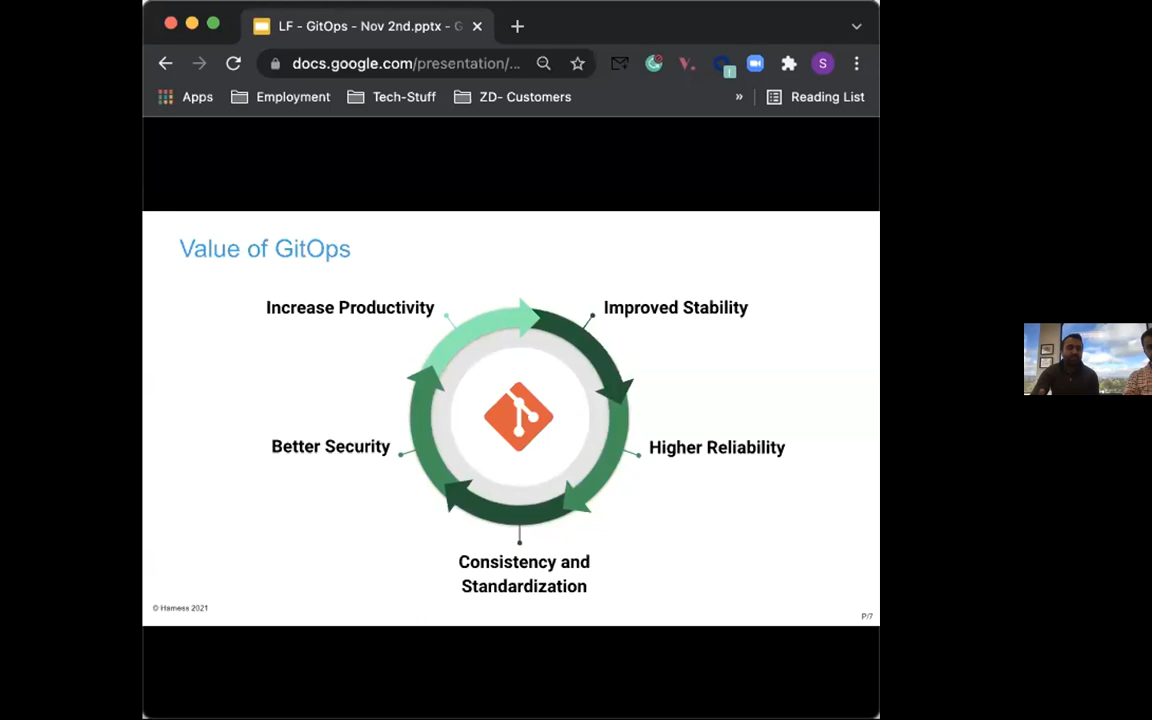 LF - GitOps - Nov 2nd.pptx - G
docs.google.com/presentation/...
S
Apps
Employment
Tech-Stuff
ZD- Customers
»
Reading List
Value of GitOps
Increase Productivity
Improved Stability
Better Security
Higher Reliability
Consistency and
Standardization
© Harness 2021
P/7